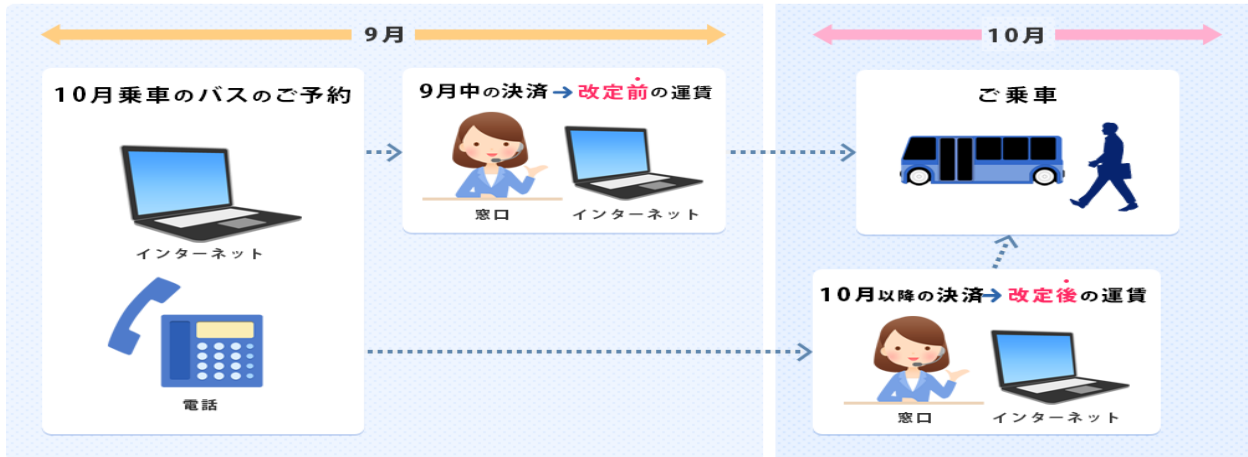 9月
10月
10月乗車のバスのご予約
インターネット
電話
9月中の決済→改定前の運賃
窓口
インターネット
ご乗車
10月以降の決済→改定後の運賃
窓口
インターネット